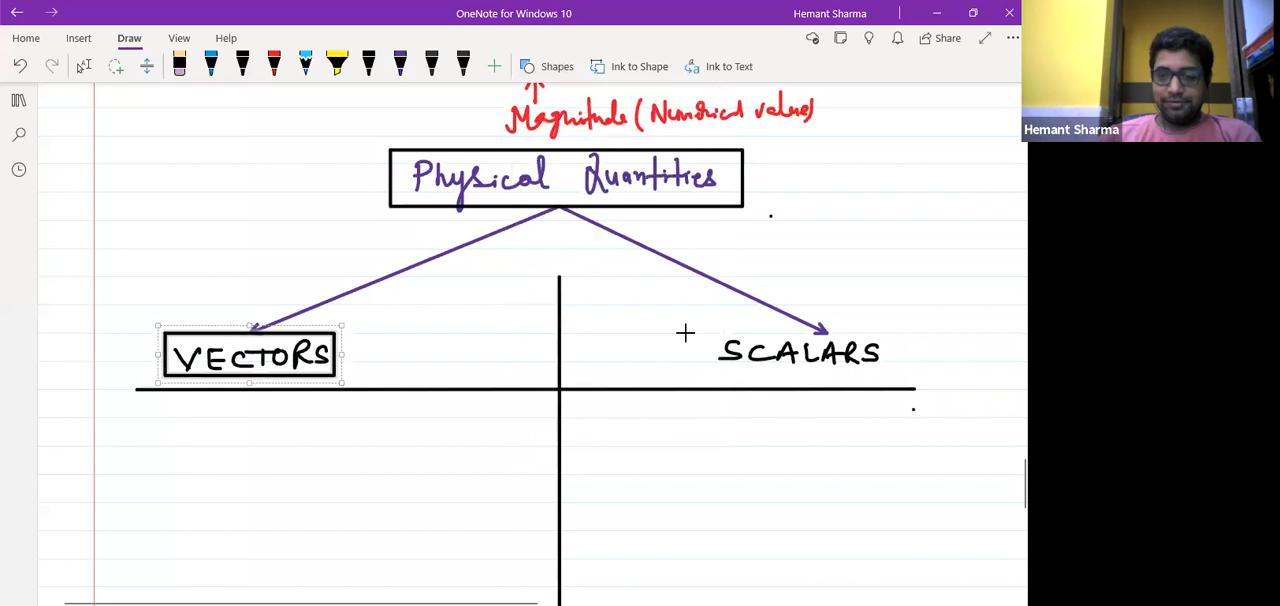 OneNote for Windows 10
Hemant Sharma
Home Insert Draw View Help
Share
Shapes Ink to Shape Ink to Text
Magnitude (Numerical values)
Physical Quantities
VECTORS
SCALARS
Hemant Sharma